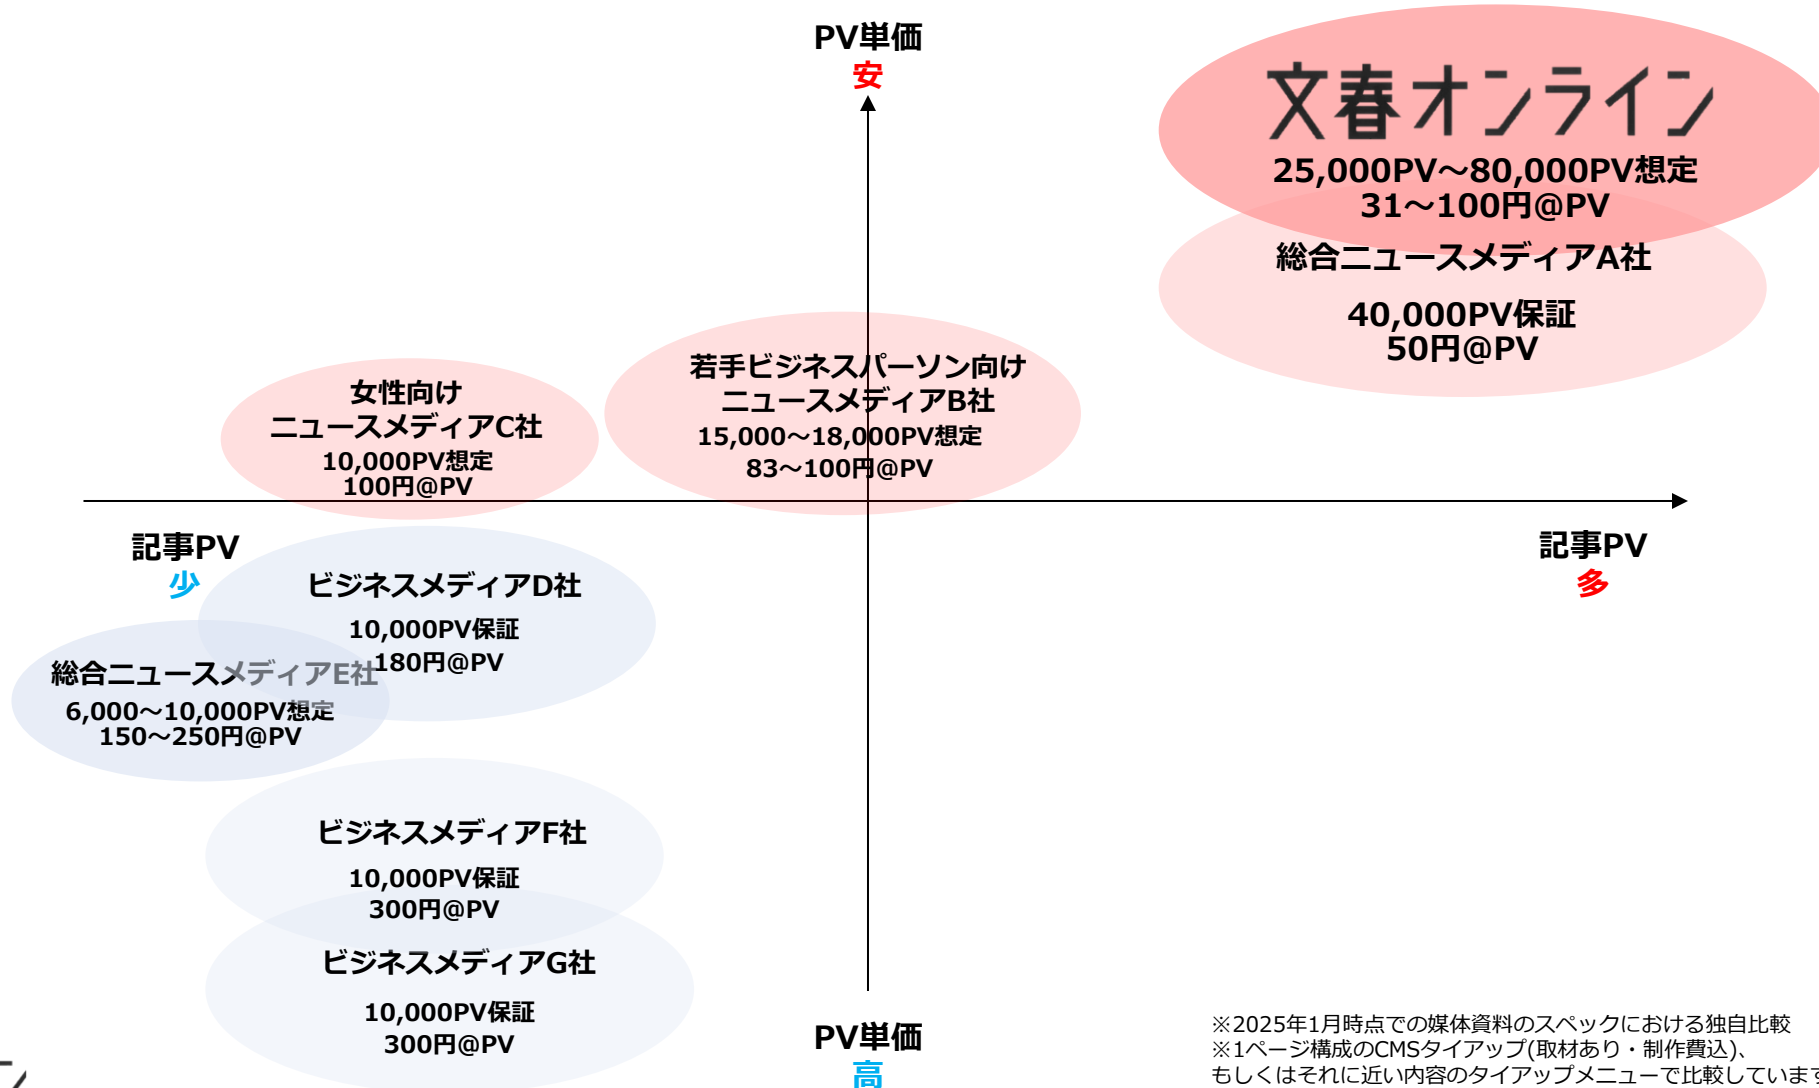 PV単価
安
文春オンライン
25,000PV～80,000PV想定
31～100円@PV
総合ニュースメディアA社
40,000PV保証
50円@PV
若手ビジネスパーソン向け
ニュースメディアB社
15,000～18,000PV想定
83～100円@PV
女性向け
ニュースメディアC社
10,000PV想定
100円@PV
記事PV
少
記事PV
多
ビジネスメディアD社
10,000PV保証
180円@PV
総合ニュースメディアE社
6,000～10,000PV想定
150～250円@PV
ビジネスメディアF社
10,000PV保証
300円@PV
ビジネスメディアG社
10,000PV保証
300円@PV
PV単価
高
※2025年1月時点での媒体資料のスペックにおける独自比較
※1ページ構成のCMSタイアップ(取材あり・制作費込)、
もしくはそれに近い内容のタイアップメニューで比較しています